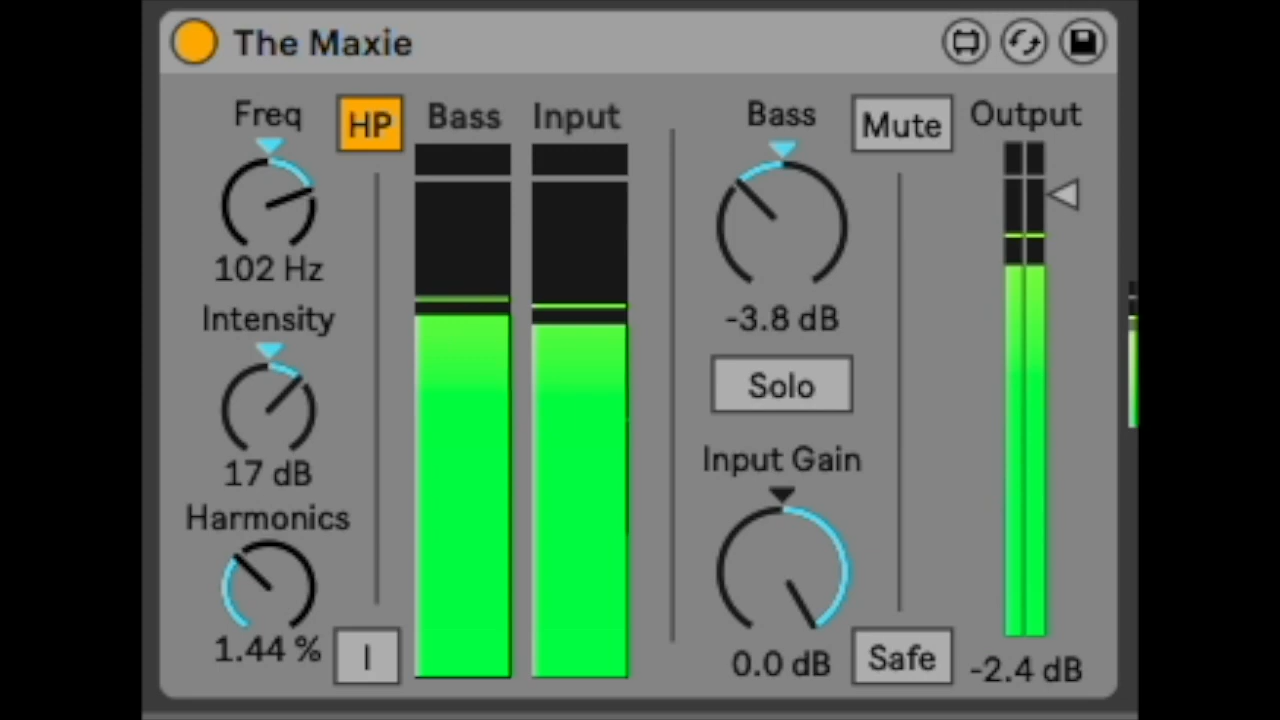 The Maxie
Freq
HP
Bass
Input
102 Hz
Intensity
17 dB
Harmonics
1.44 %
I
Bass
Mute
Output
-3.8 dB
Solo
Input Gain
0.0 dB
Safe
-2.4 dB